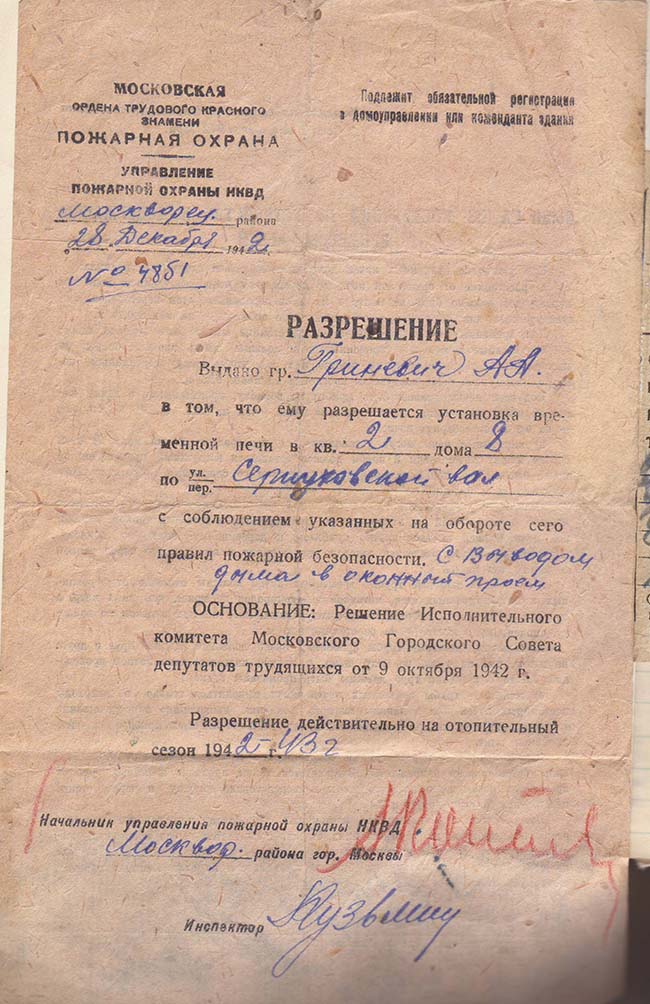 МОСКОВСКАЯ
ОРДЕНА ТРУДОВОГО КРАСНОГО
ЗНАМЕНИ
ПОЖАРНАЯ ОХРАНА
УПРАВЛЕНИЕ
ПОЖАРНОЙ ОХРАНЫ НКВД
Москворец. района
"28 Декабря 1942
No 4851
Подлежит обязательной регистрации
в домоуправлении или коменданта здания
РАЗРЕШЕНИЕ
Выдано гр. Гриневич А А.
в том, что ему разрешается установка вре-
менной печи в кв. 2 дома 8
по ул. пер. Серпуховской вал
с соблюдением указанных на обороте сего
правил пожарной безопасности. С выводом
дыма в оконный проем
ОСНОВАНИЕ: Решение Исполнительного
комитета Московского Городского Совета
депутатов трудящихся от 9 октября 1942 г.
Разрешение действительно на отопительный
сезон 1942-г. 43 г
Начальник управления пожарной охраны НКВД
района гор. Москвы
Инспектор